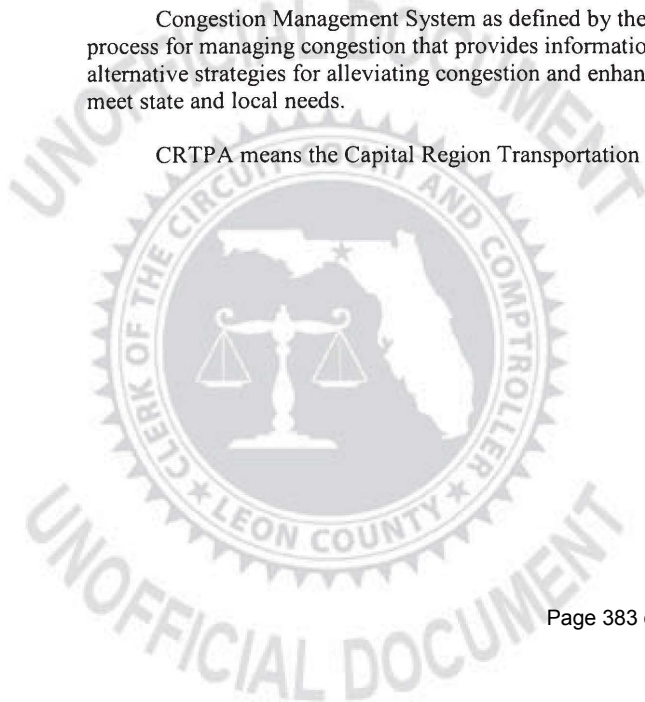 UNOFFICIAL DOCUMENT
Congestion Management System as defined by the
process for managing congestion that provides informatio
alternative strategies for alleviating congestion and enhan
meet state and local needs.
CRTPA means the Capital Region Transportation
CLERK OF THE CIRCUIT COURT AND COMPTROLLER
LEON COUNTY
UNOFFICIAL DOCUMENT
Page 383